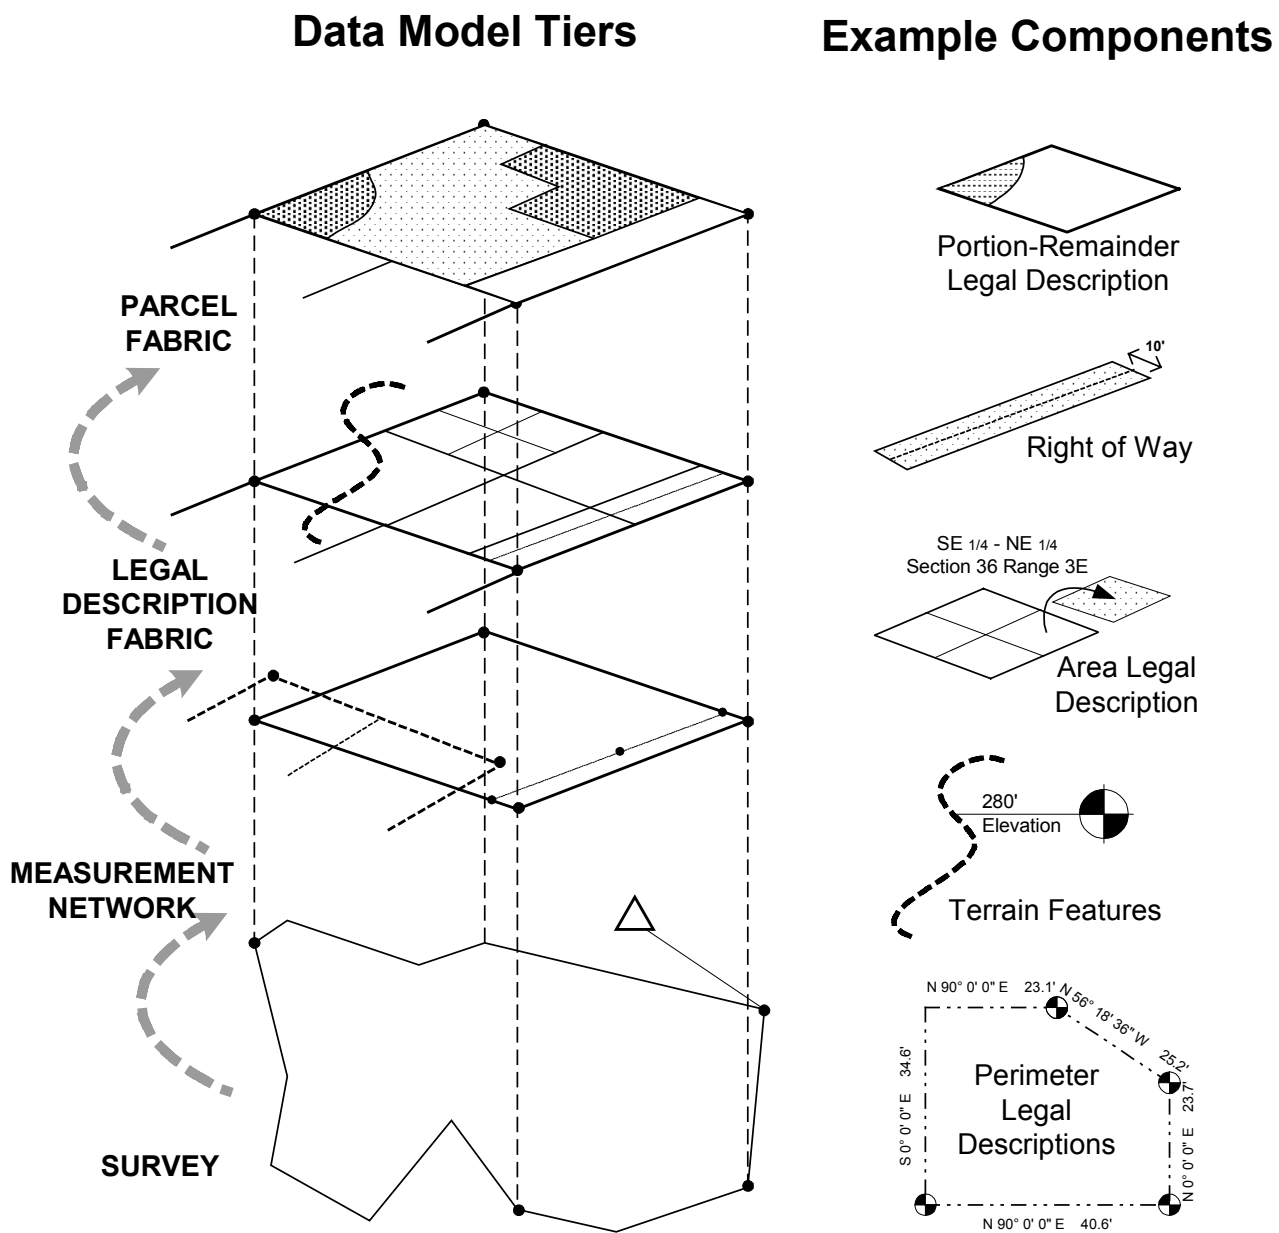 Data Model Tiers
Example Components
PARCEL
FABRIC
LEGAL
DESCRIPTION
FABRIC
MEASUREMENT
NETWORK
SURVEY
Portion-Remainder
Legal Description
10'
Right of Way
SE 1/4 - NE 1/4
Section 36 Range 3E
Area Legal
Description
280'
Elevation
Terrain Features
N 90° 0' 0" E 23.1'
N 56° 18' 36" W 25.2'
S 0° 0' 0" E 34.6'
Perimeter
Legal
Descriptions
N 0° 0' 0" E 23.7'
N 90° 0' 0" E 40.6'